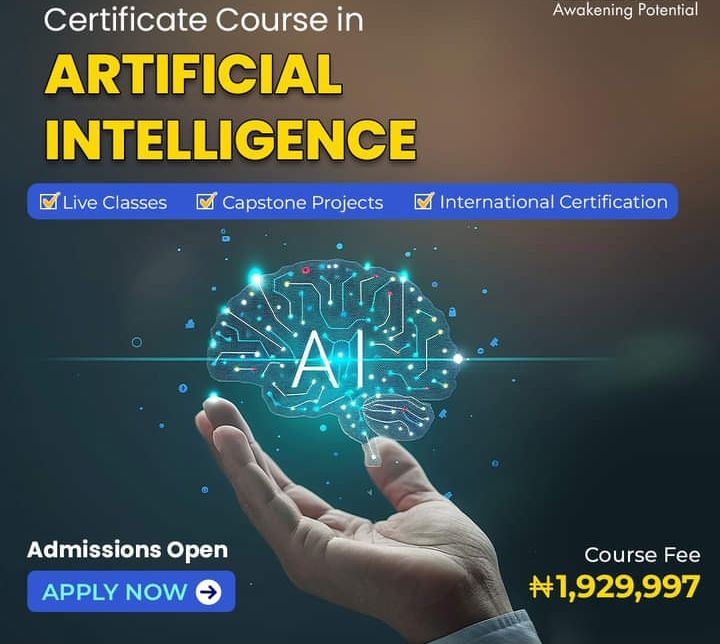 Awakening Potential
Certificate Course in
ARTIFICIAL
INTELLIGENCE
Live Classes Capstone Projects International Certification
AI
Admissions Open
APPLY NOW
Course Fee
₦1,929,997